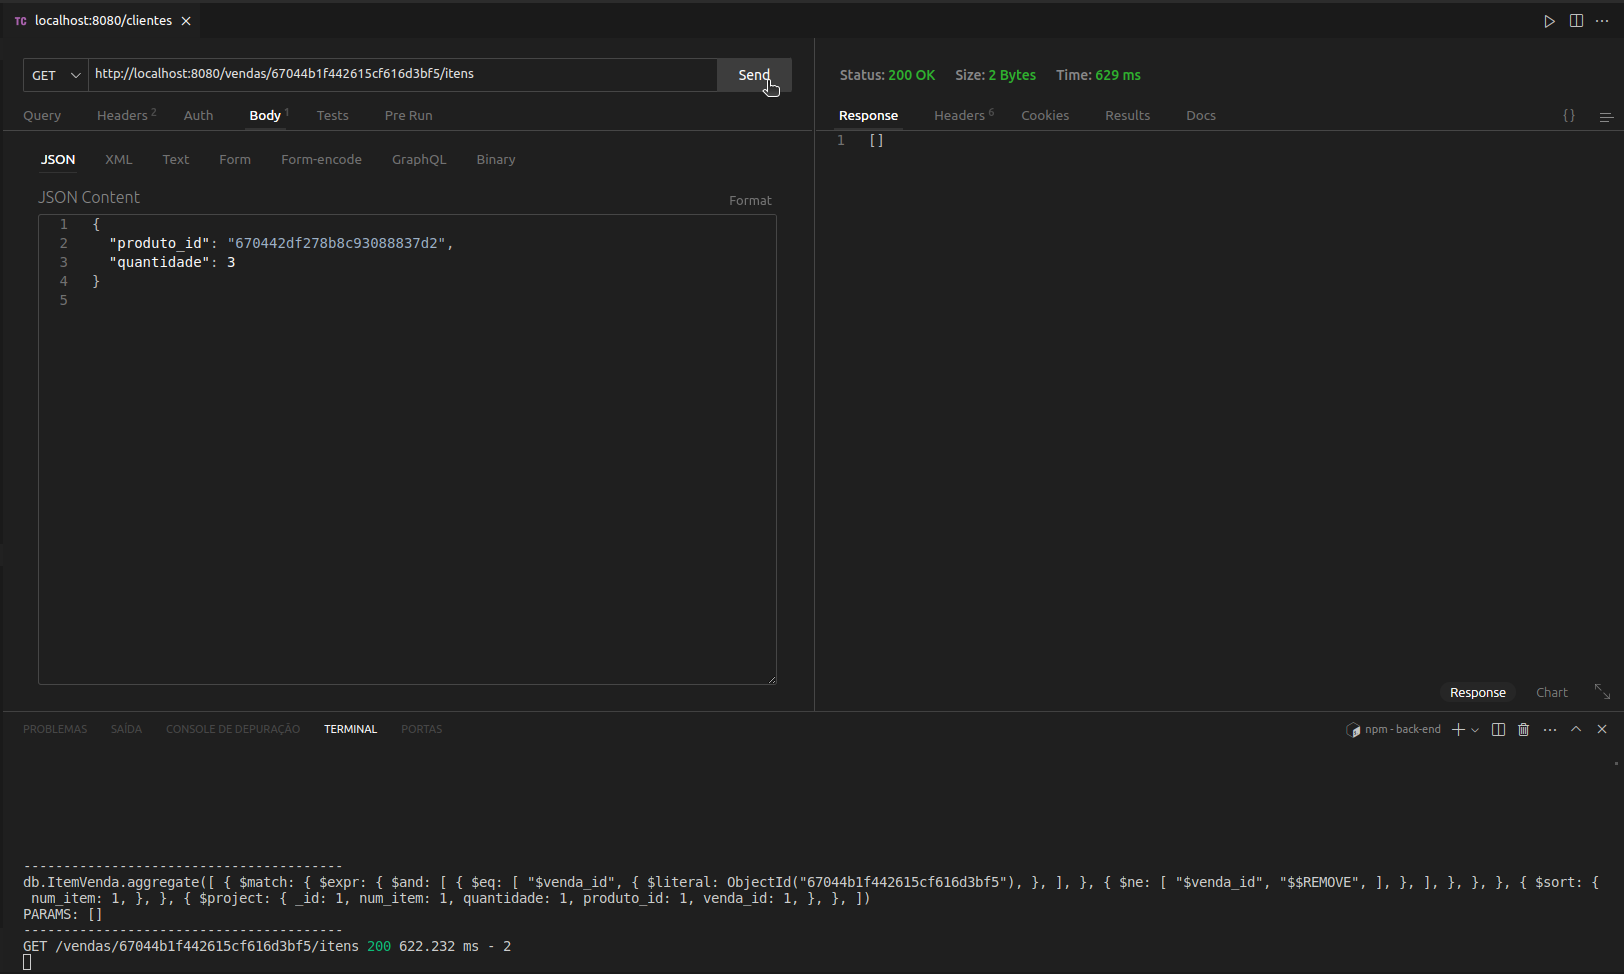 TC localhost:8080/clientes
GET http://localhost:8080/vendas/67044b1f442615cf616d3bf5/itens Send
Query Headers 2 Auth Body 1 Tests Pre Run
JSON XML Text Form Form-encode GraphQL Binary
JSON Content
Format
1 {
2 "produto_id": "670442df278b8c93088837d2",
3 "quantidade": 3
4 }
5
Status: 200 OK Size: 2 Bytes Time: 629 ms
Response Headers 6 Cookies Results Docs {}
1 []
Response Chart
PROBLEMAS SAÍDA CONSOLE DE DEPURAÇÃO TERMINAL PORTAS
npm - back-end
----------------------------------------
db.ItemVenda.aggregate([ { $match: { $expr: { $and: [ { $eq: [ "$venda_id", { $literal: ObjectId("67044b1f442615cf616d3bf5"), }, ], }, { $ne: [ "$venda_id", "$$REMOVE", ], }, ], }, }, }, { $sort: {
num_item: 1, }, }, { $project: { _id: 1, num_item: 1, quantidade: 1, produto_id: 1, venda_id: 1, }, }, ])
PARAMS: []
----------------------------------------
GET /vendas/67044b1f442615cf616d3bf5/itens 200 622.232 ms - 2